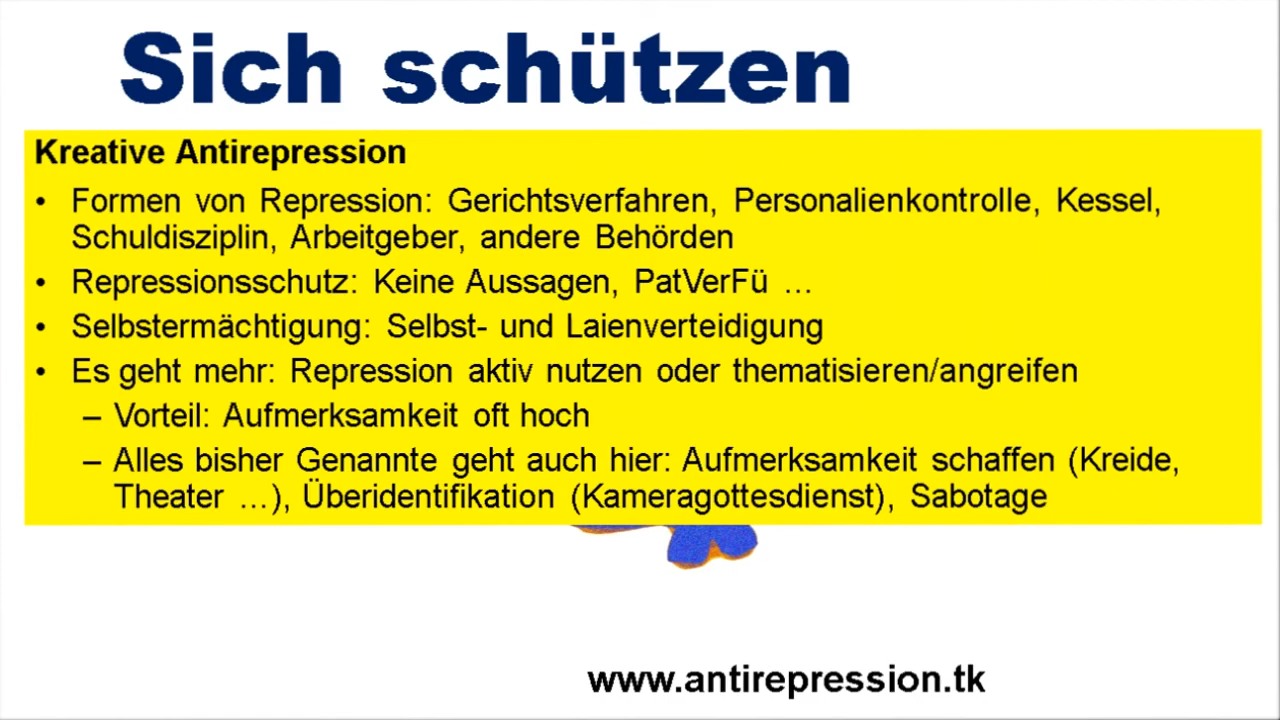 Sich schützen
Kreative Antirepression
• Formen von Repression: Gerichtsverfahren, Personalienkontrolle, Kessel,
Schuldisziplin, Arbeitgeber, andere Behörden
• Repressionsschutz: Keine Aussagen, PatVerFü …
• Selbstermächtigung: Selbst- und Laienverteidigung
• Es geht mehr: Repression aktiv nutzen oder thematisieren/angreifen
– Vorteil: Aufmerksamkeit oft hoch
– Alles bisher Genannte geht auch hier: Aufmerksamkeit schaffen (Kreide,
Theater …), Überidentifikation (Kameragottesdienst), Sabotage
www.antirepression.tk